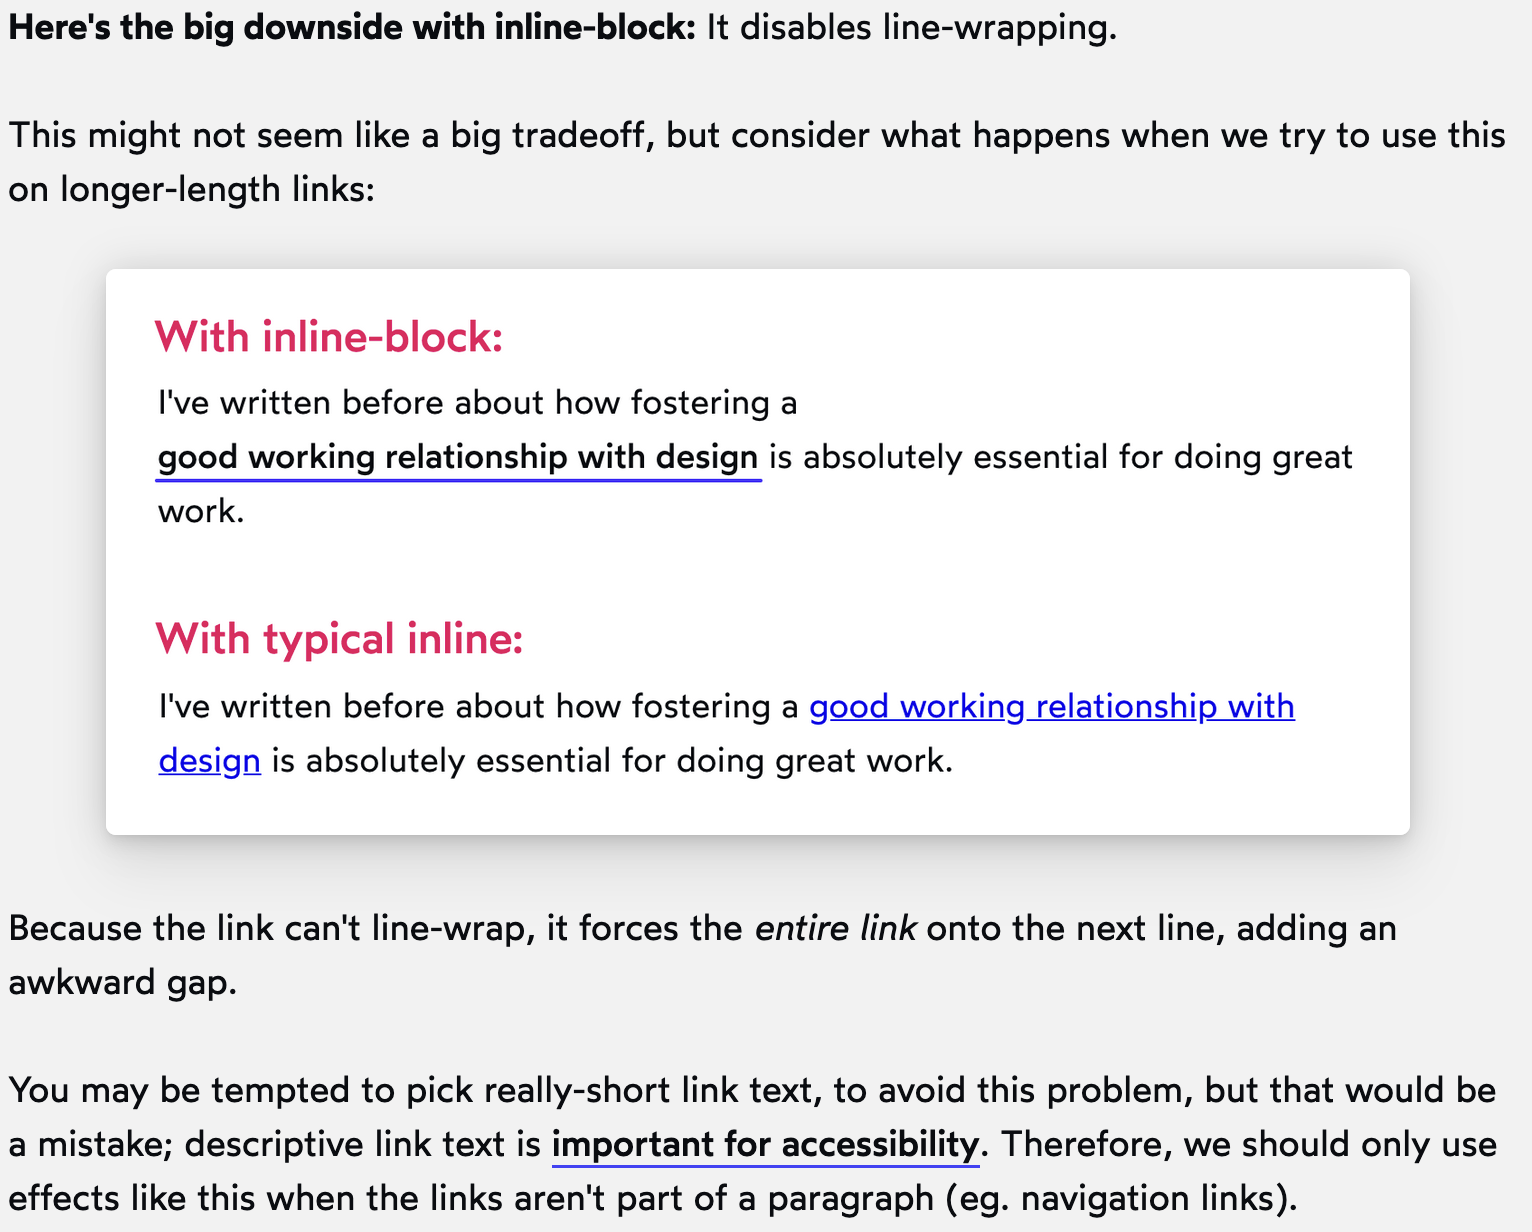 Here's the big downside with inline-block: It disables line-wrapping.
This might not seem like a big tradeoff, but consider what happens when we try to use this
on longer-length links:
With inline-block:
I've written before about how fostering a
good working relationship with design is absolutely essential for doing great
work.
With typical inline:
I've written before about how fostering a good working relationship with
design is absolutely essential for doing great work.
Because the link can't line-wrap, it forces the entire link onto the next line, adding an
awkward gap.
You may be tempted to pick really-short link text, to avoid this problem, but that would be
a mistake; descriptive link text is important for accessibility. Therefore, we should only use
effects like this when the links aren't part of a paragraph (eg. navigation links).